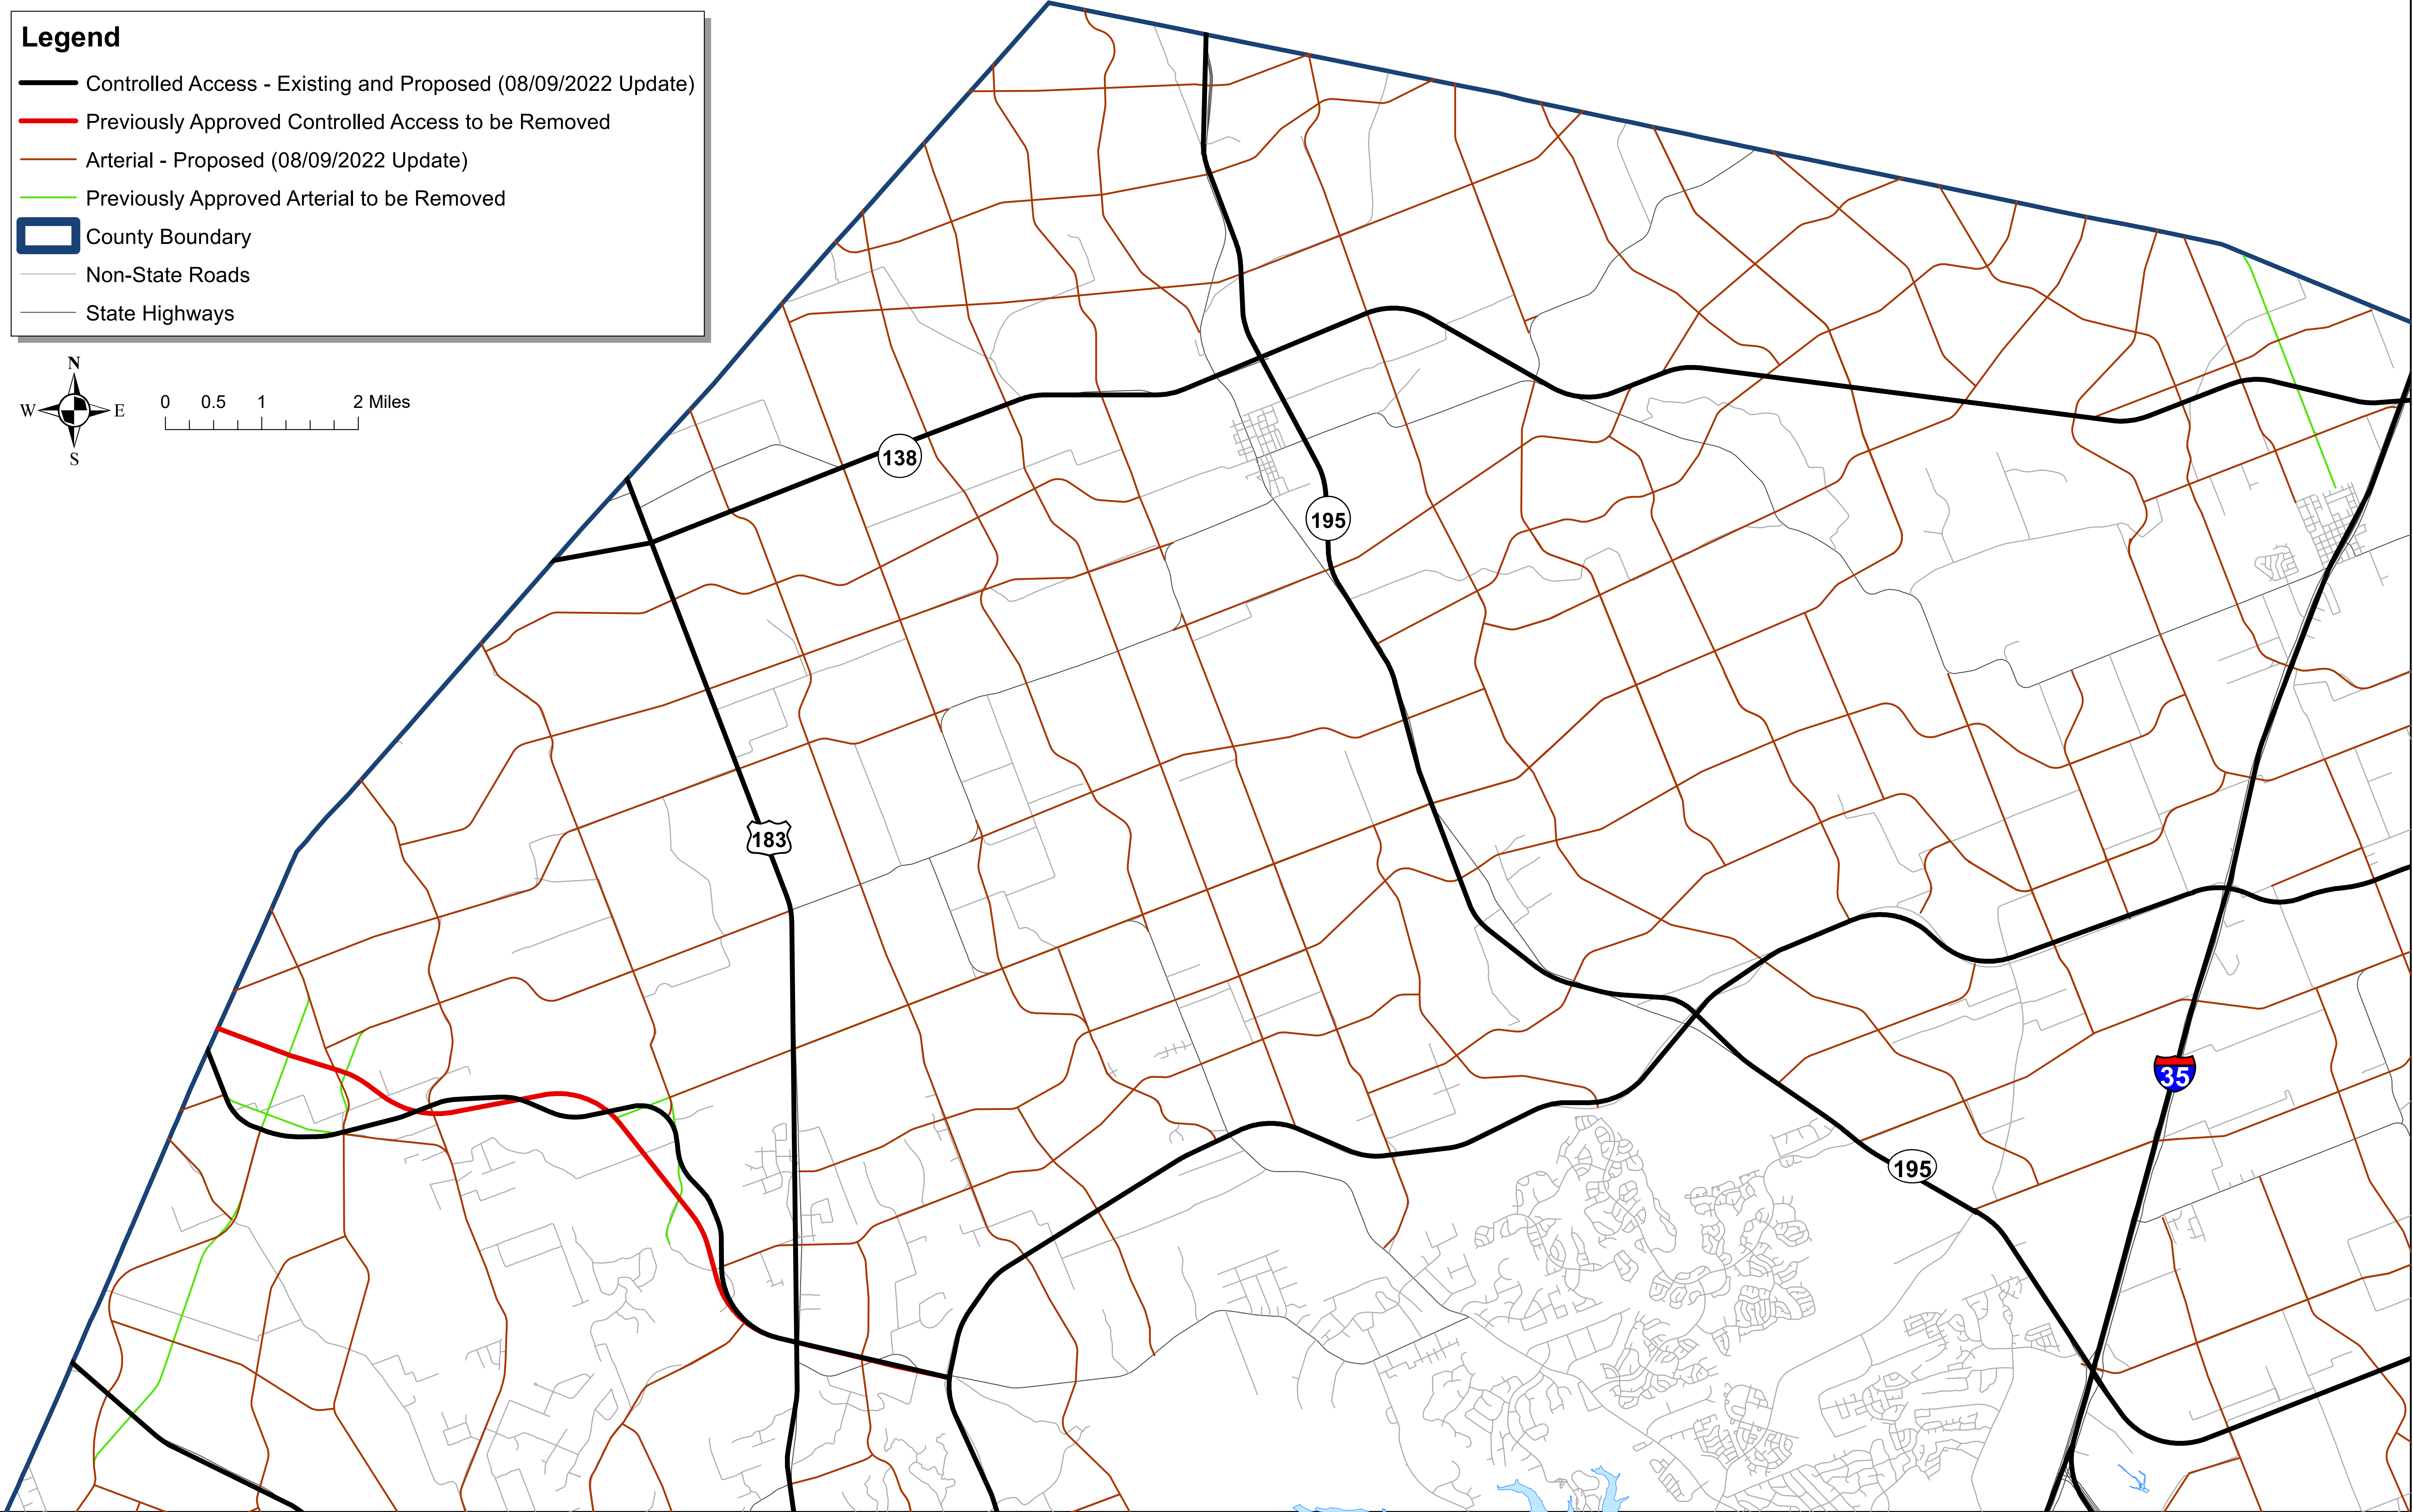 Legend
Controlled Access - Existing and Proposed (08/09/2022 Update)
Previously Approved Controlled Access to be Removed
Arterial - Proposed (08/09/2022 Update)
Previously Approved Arterial to be Removed
County Boundary
Non-State Roads
State Highways
N
W E
S
0 0.5 1 2 Miles
138
195
183
35
195